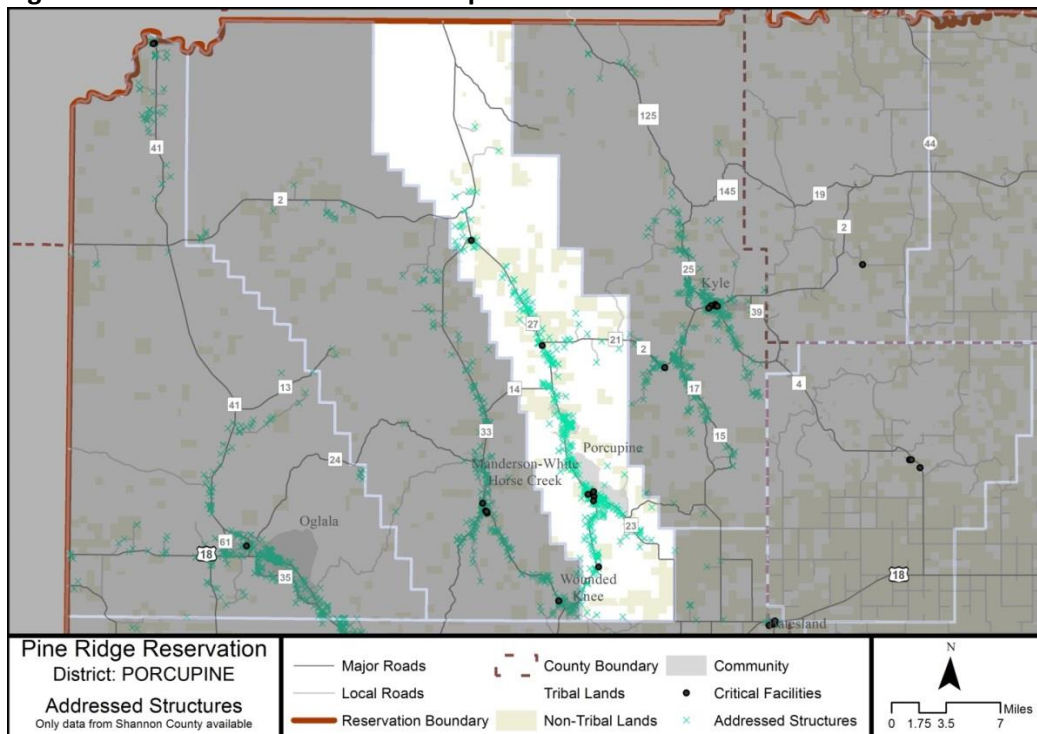 41
125
44
145
19
2
2
25
Kyle
27
39
21
2
4
14
17
13
41
15
33
Porcupine
24
Manderson-White
Horse Creek
23
Oglala
61
18
35
18
Wounded
Knee
Pine Ridge Reservation
District: PORCUPINE
Addressed Structures
Only data from Shannon County available
Major Roads
Local Roads
Reservation Boundary
County Boundary
Tribal Lands
Non-Tribal Lands
Community
Critical Facilities
Addressed Structures
N
Miles
0 1.75 3.5 7